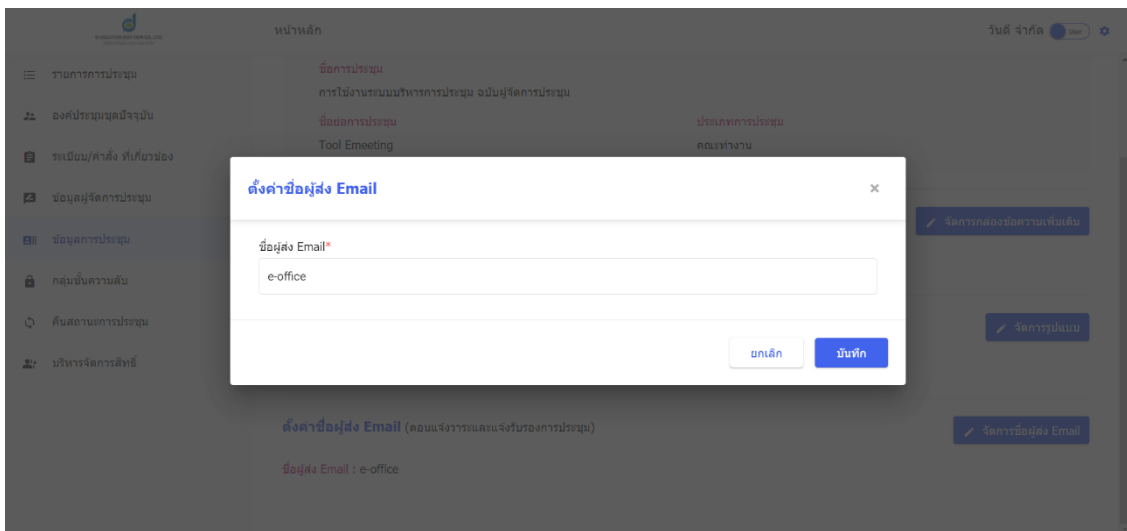 หน้าหลัก
วันดี จำกัด User
รายการการประชุม
องค์ประชุมชุดปัจจุบัน
ระเบียบ/คำสั่ง ที่เกี่ยวข้อง
ข้อมูลผู้จัดการประชุม
ข้อมูลการประชุม
กลุ่มชั้นความลับ
คืนสถานะการประชุม
บริหารจัดการสิทธิ์
ชื่อการประชุม
การใช้งานระบบบริหารการประชุม ฉบับผู้จัดการประชุม
ชื่อย่อการประชุม ประเภทการประชุม
Tool Emeeting คณะทำงาน
ตั้งค่าชื่อผู้ส่ง Email ×
จัดการกล่องข้อความเพิ่มเติม
ชื่อผู้ส่ง Email*
e-office
จัดการรูปแบบ
ยกเลิก บันทึก
ตั้งค่าชื่อผู้ส่ง Email (ตอนแจ้งวาระและแจ้งรับรองการประชุม) จัดการชื่อผู้ส่ง Email
ชื่อผู้ส่ง Email : e-office